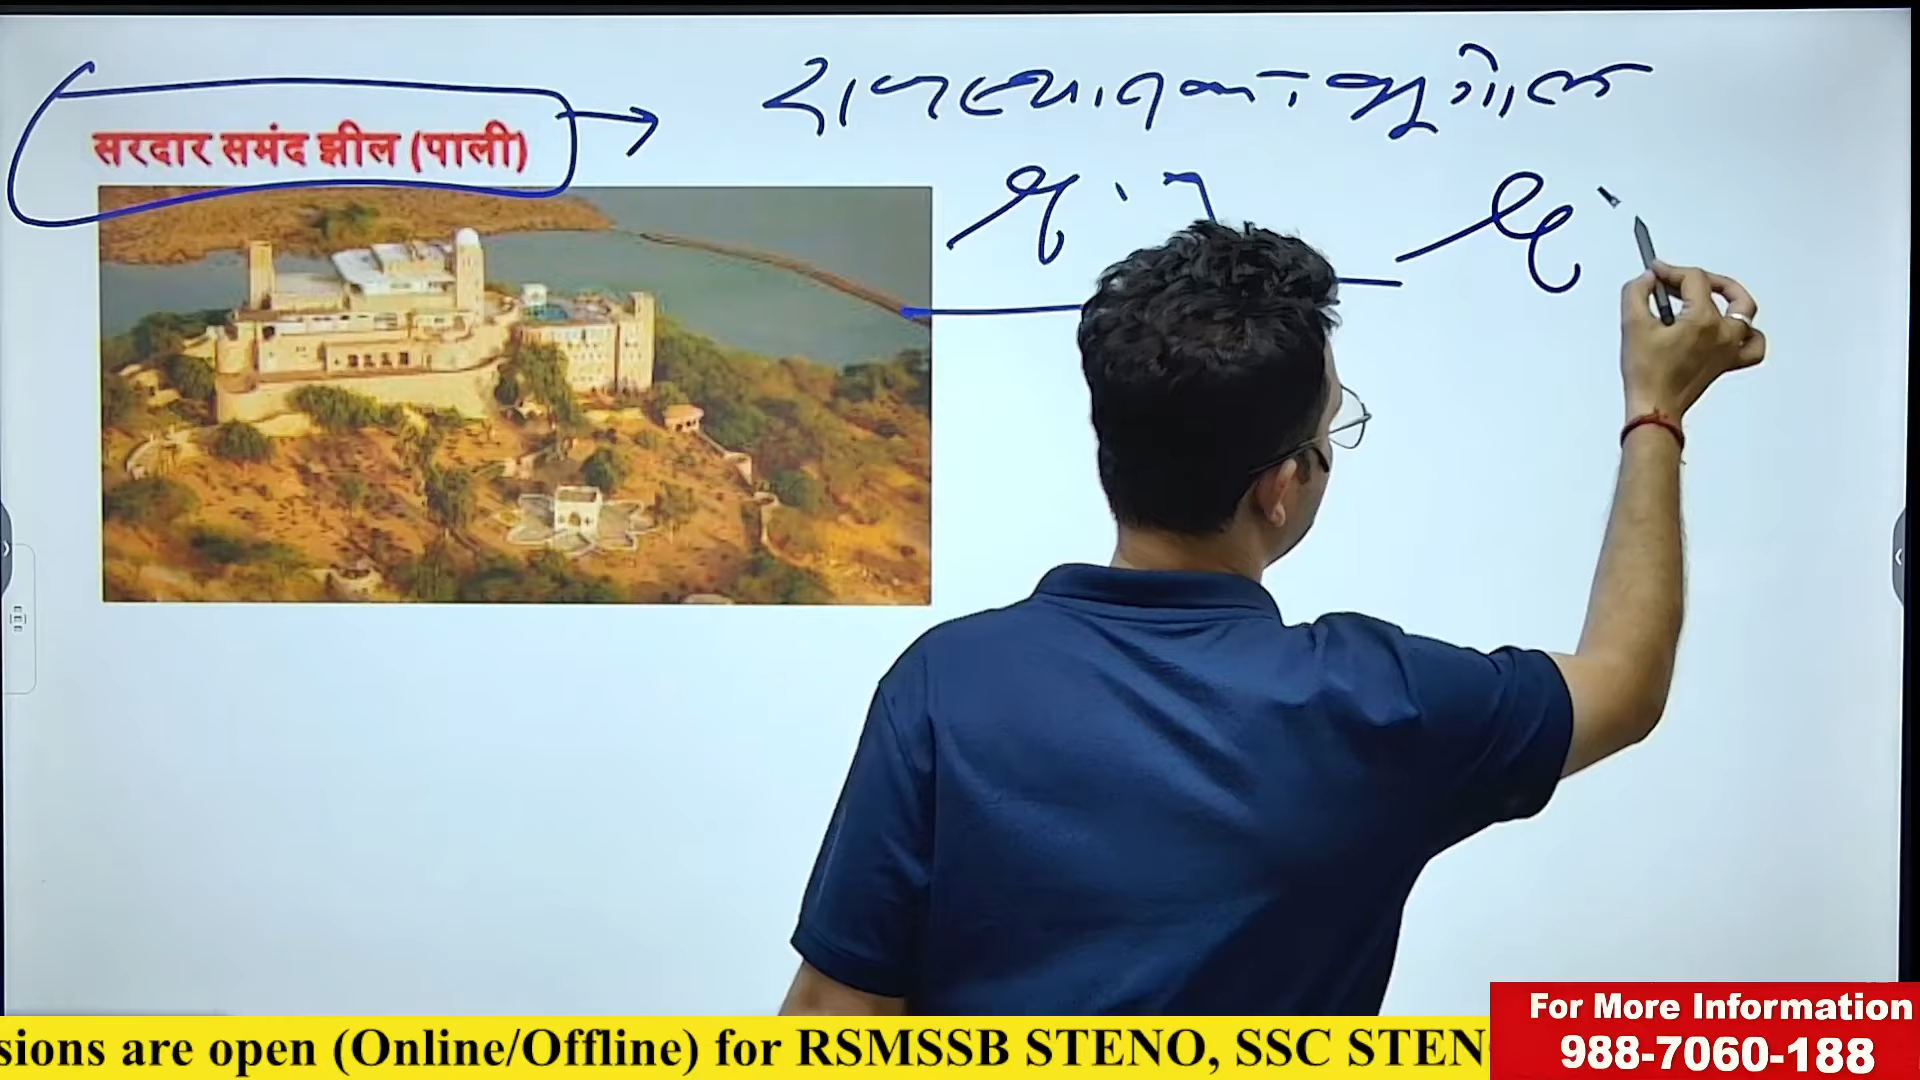 राजस्थान का भूगोल
सरदार समंद झील (पाली)
sions are open (Online/Offline) for RSMSSB STENO, SSC STEN
For More Information
988-7060-188